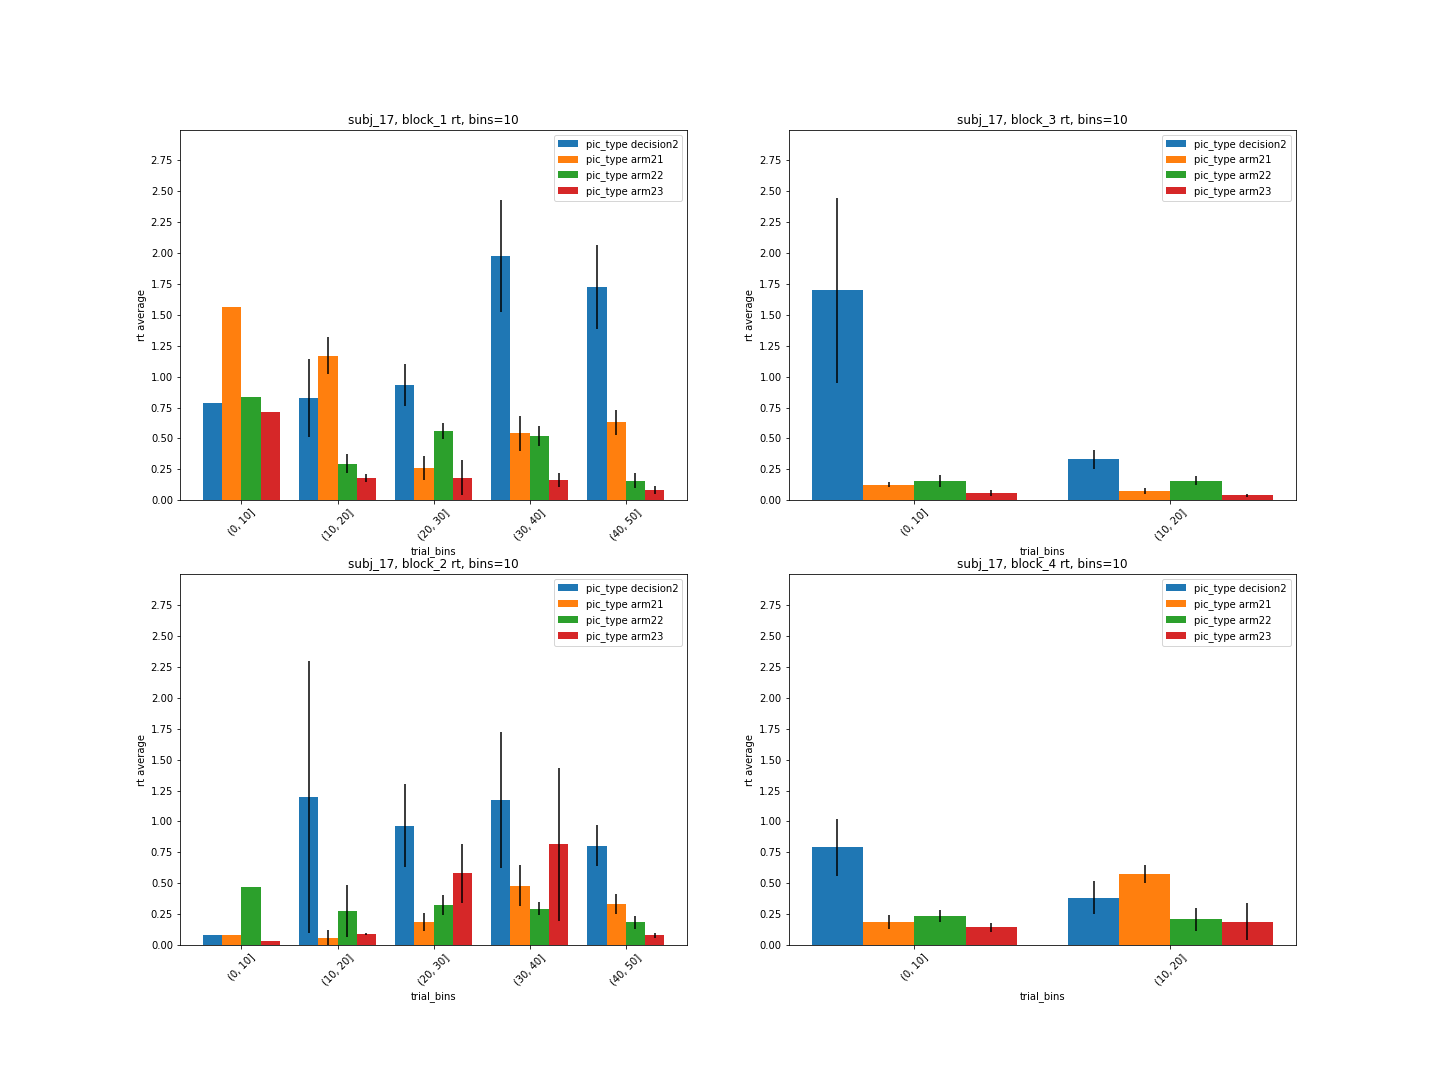 subj_17, block_1 rt, bins=10
pic_type decision2
pic_type arm21
pic_type arm22
pic_type arm23
rt average
2.75
2.50
2.25
2.00
1.75
1.50
1.25
1.00
0.75
0.50
0.25
0.00
(0, 10]
(10, 20]
(20, 30]
(30, 40]
(40, 50]
trial_bins
subj_17, block_3 rt, bins=10
pic_type decision2
pic_type arm21
pic_type arm22
pic_type arm23
rt average
2.75
2.50
2.25
2.00
1.75
1.50
1.25
1.00
0.75
0.50
0.25
0.00
(0, 10]
(10, 20]
trial_bins
subj_17, block_2 rt, bins=10
pic_type decision2
pic_type arm21
pic_type arm22
pic_type arm23
rt average
2.75
2.50
2.25
2.00
1.75
1.50
1.25
1.00
0.75
0.50
0.25
0.00
(0, 10]
(10, 20]
(20, 30]
(30, 40]
(40, 50]
trial_bins
subj_17, block_4 rt, bins=10
pic_type decision2
pic_type arm21
pic_type arm22
pic_type arm23
rt average
2.75
2.50
2.25
2.00
1.75
1.50
1.25
1.00
0.75
0.50
0.25
0.00
(0, 10]
(10, 20]
trial_bins